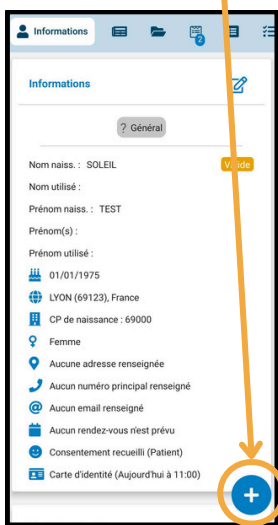 Informations
2
Informations
? Général
Nom naiss. : SOLEIL
Nom utilisé :
Prénom naiss. : TEST
Prénom(s) :
Prénom utilisé :
01/01/1975
LYON (69123), France
CP de naissance : 69000
Femme
Aucune adresse renseignée
Aucun numéro principal renseigné
Aucun email renseigné
Aucun rendez-vous n'est prévu
Consentement recueilli (Patient)
Carte d'identité (Aujourd'hui à 11:00)
+